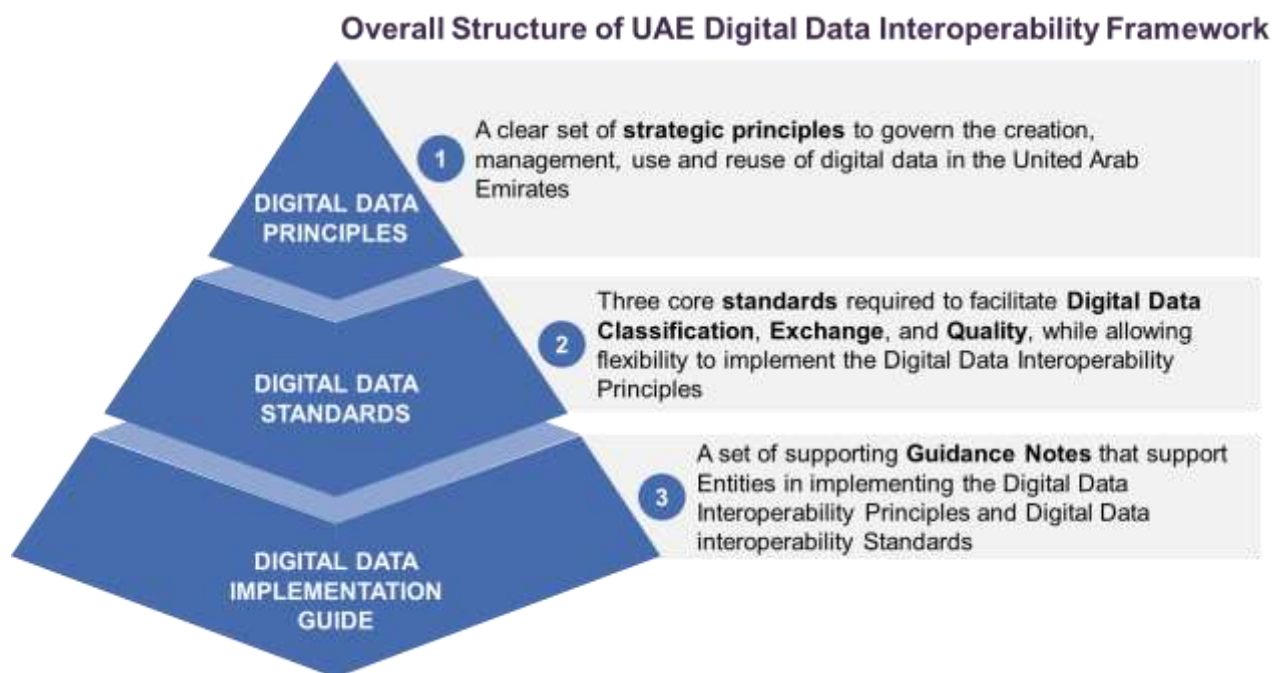 Overall Structure of UAE Digital Data Interoperability Framework
DIGITAL DATA
PRINCIPLES
1
A clear set of strategic principles to govern the creation,
management, use and reuse of digital data in the United Arab
Emirates
DIGITAL DATA
STANDARDS
2
Three core standards required to facilitate Digital Data
Classification, Exchange, and Quality, while allowing
flexibility to implement the Digital Data Interoperability
Principles
DIGITAL DATA
IMPLEMENTATION
GUIDE
3
A set of supporting Guidance Notes that support
Entities in implementing the Digital Data
Interoperability Principles and Digital Data
interoperability Standards